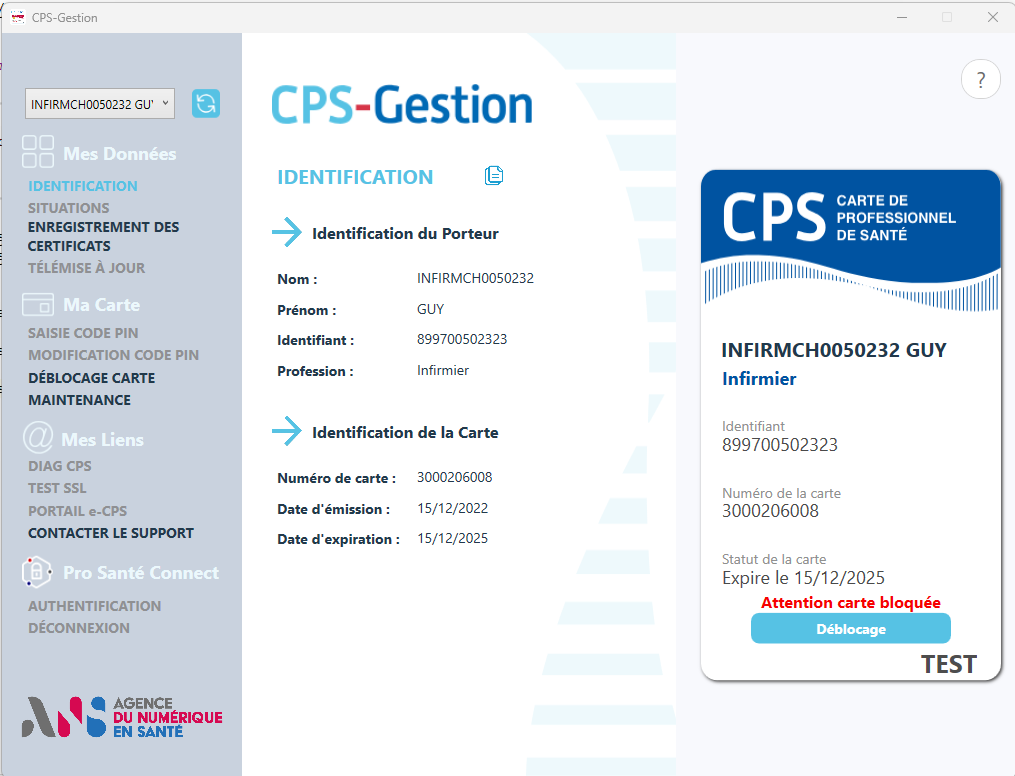 CPS-Gestion
INFIRMCH0050232 GU
Mes Données
IDENTIFICATION
SITUATIONS
ENREGISTREMENT DES
CERTIFICATS
TÉLÉMISE À JOUR
Ma Carte
SAISIE CODE PIN
MODIFICATION CODE PIN
DÉBLOCAGE CARTE
MAINTENANCE
@ Mes Liens
DIAG CPS
TEST SSL
PORTAIL e-CPS
CONTACTER LE SUPPORT
Pro Santé Connect
AUTHENTIFICATION
DÉCONNEXION
ANS
AGENCE
DU NUMÉRIQUE
EN SANTÉ
CPS-Gestion
IDENTIFICATION
Identification du Porteur
Nom : INFIRMCH0050232
Prénom : GUY
Identifiant : 899700502323
Profession : Infirmier
Identification de la Carte
Numéro de carte : 3000206008
Date d'émission : 15/12/2022
Date d'expiration : 15/12/2025
?
CPS
CARTE DE
PROFESSIONNEL
DE SANTÉ
INFIRMCH0050232 GUY
Infirmier
Identifiant
899700502323
Numéro de la carte
3000206008
Statut de la carte
Expire le 15/12/2025
Attention carte bloquée
Déblocage
TEST